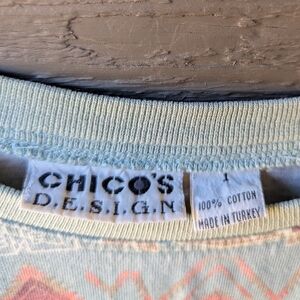 CHICO'S
D.E.S.I.G.N
1
100% COTTON
MADE IN TURKEY